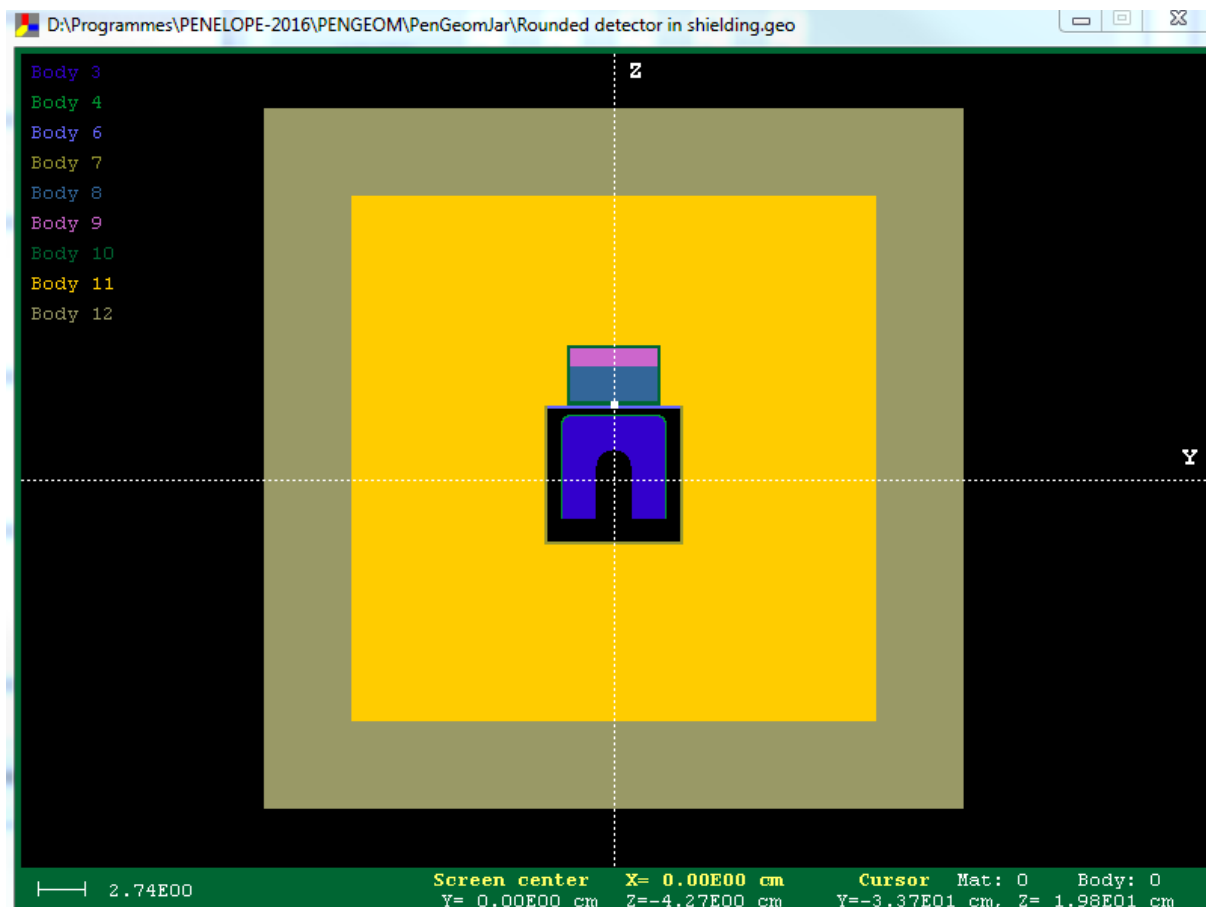 D:\Programmes\PENELOPE-2016\PENGEOM\PenGeomJar\Rounded detector in shielding.geo
Z
Body 3
Body 4
Body 6
Body 7
Body 8
Body 9
Body 10
Body 11
Body 12
Y
2.74E00
Screen center X= 0.00E00 cm Cursor Mat: 0 Body: 0
Y= 0.00E00 cm Z=-4.27E00 cm Y=-3.37E01 cm, Z= 1.98E01 cm